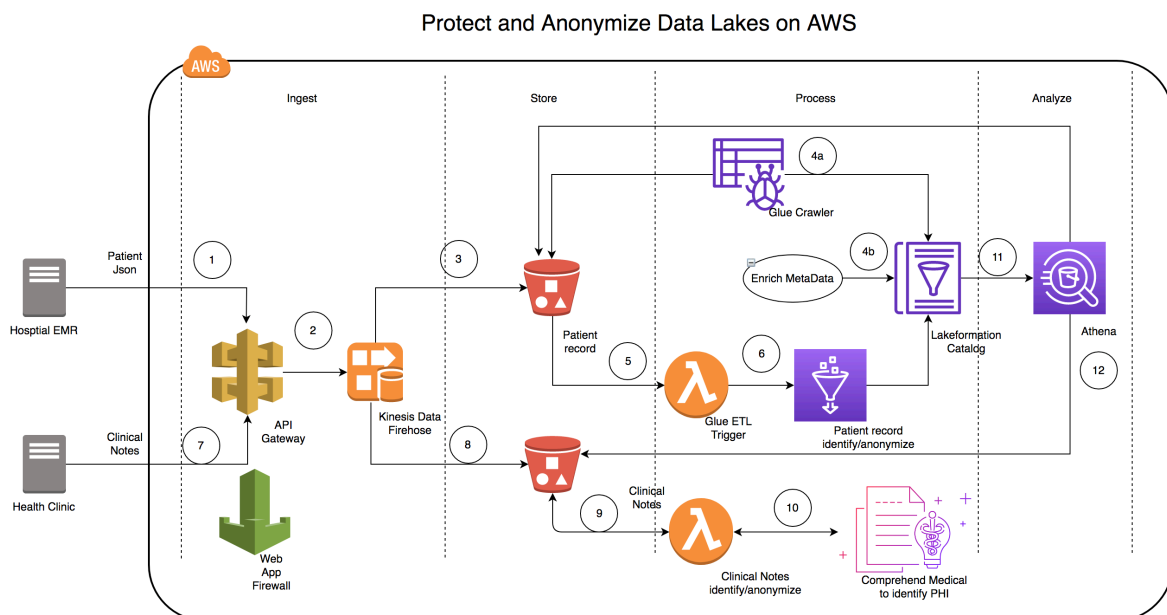 Protect and Anonymize Data Lakes on AWS
AWS
Ingest
Store
Process
Analyze
4a
Glue Crawler
Patient
Json
1
3
4b
11
Enrich MetaData
Hosptial EMR
2
Patient
record
5
6
Lakeformation
Catalog
Athena
12
API
Gateway
Kinesis Data
Firehose
Glue ETL
Trigger
Patient record
identify/anonymize
Clinical
Notes
7
8
Health Clinic
Clinical
Notes
9
10
Web
App
Firewall
Clinical Notes
identify/anonymize
Comprehend Medical
to identify PHI